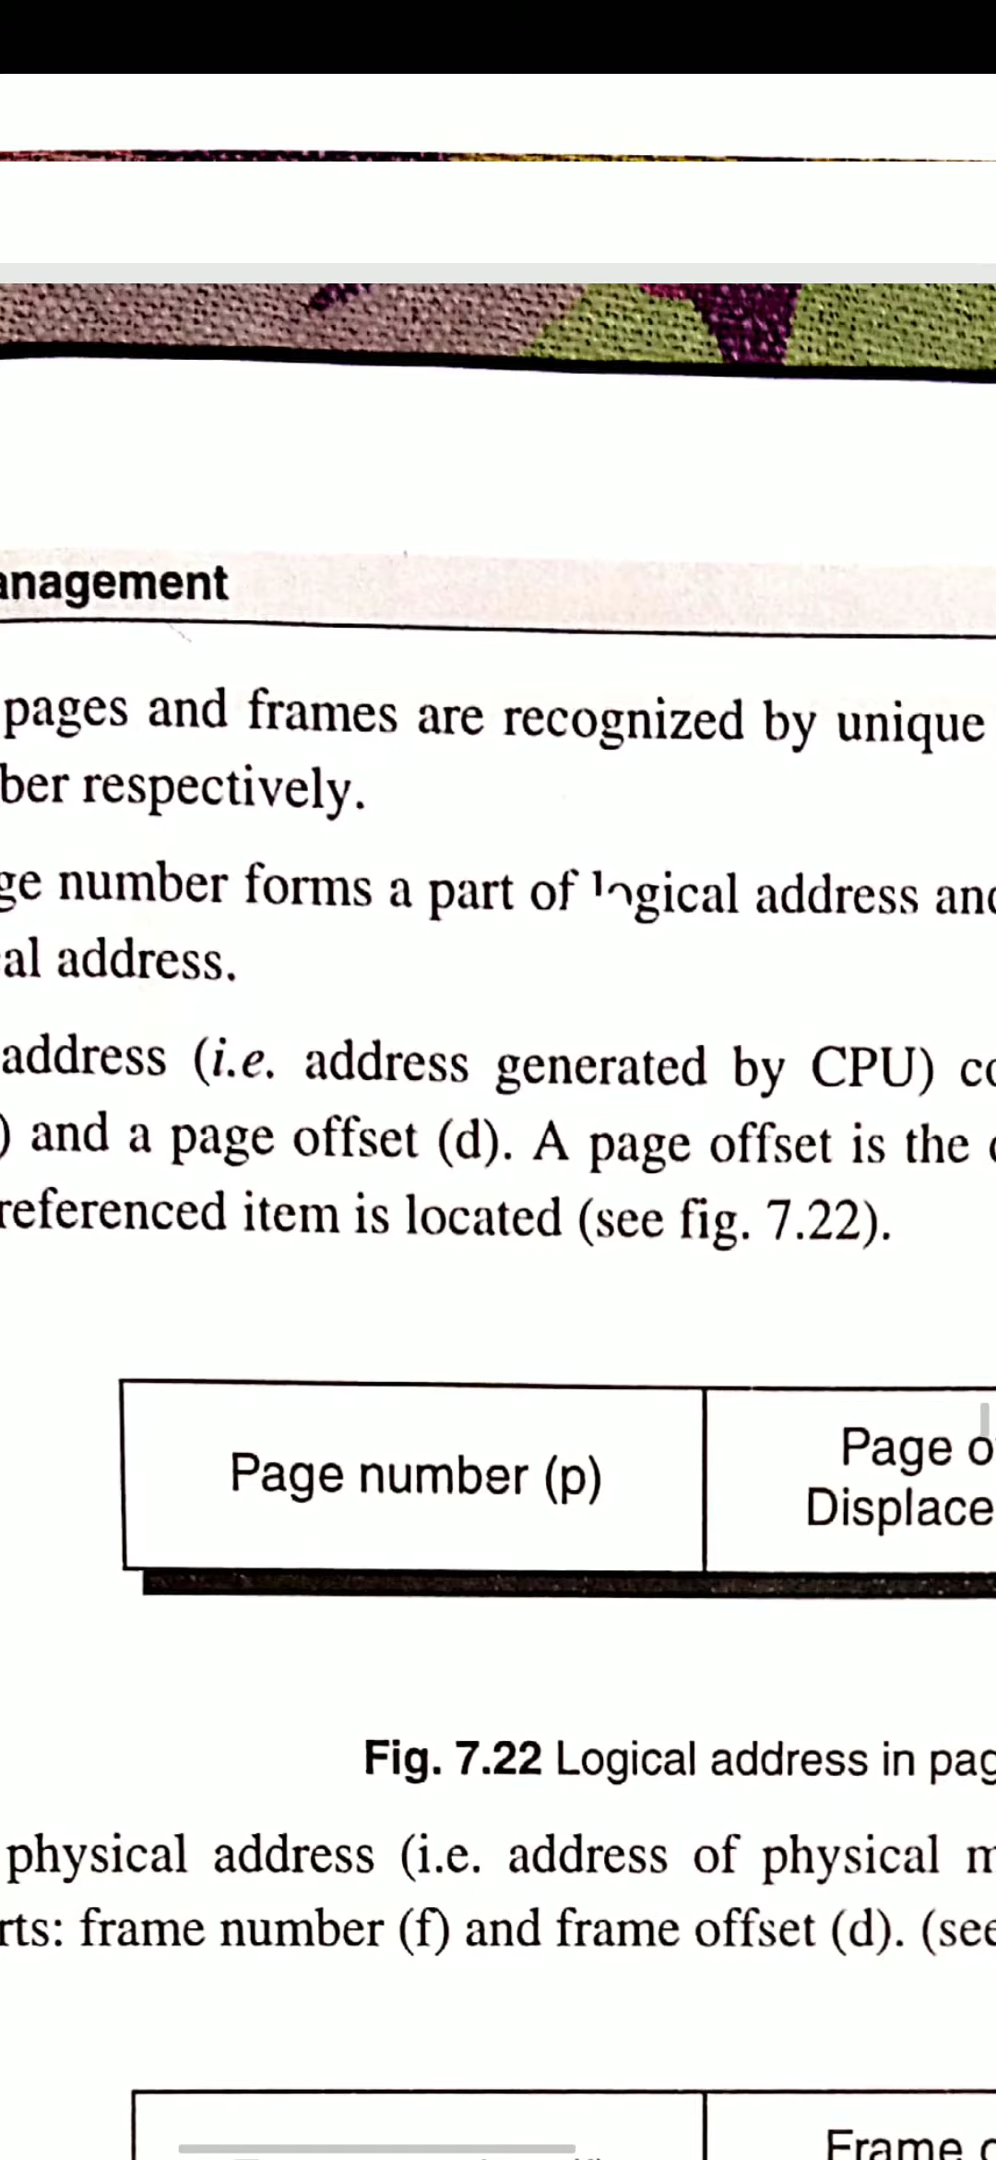 anagement
pages and frames are recognized by unique
ber respectively.
ge number forms a part of logical address and
al address.
address (i.e. address generated by CPU) co
) and a page offset (d). A page offset is the
referenced item is located (see fig. 7.22).
Page number (p)
Page o
Displace
Fig. 7.22 Logical address in pag
physical address (i.e. address of physical m
rts: frame number (f) and frame offset (d). (see
Frame